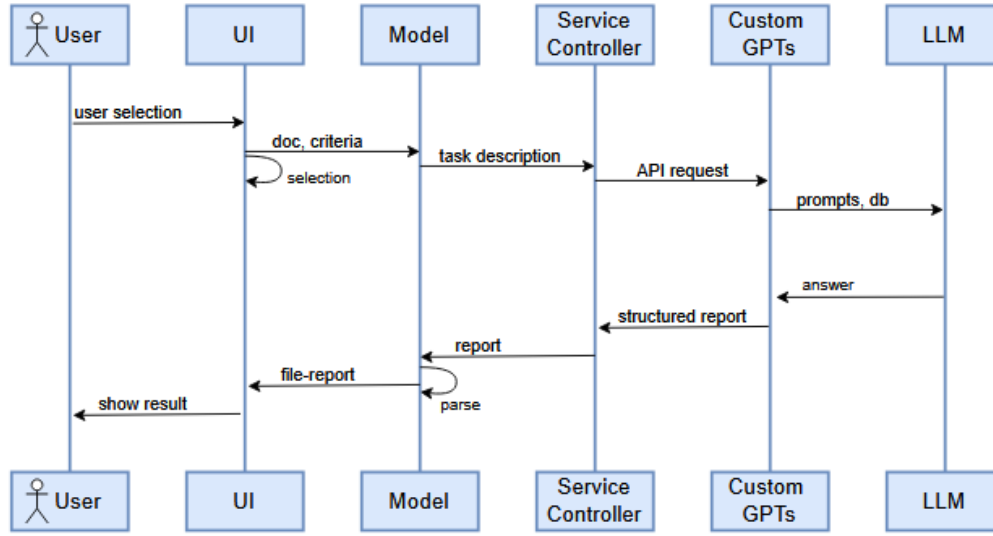 User
UI
Model
Service
Controller
Custom
GPTs
LLM
user selection
doc, criteria
selection
task description
API request
prompts, db
answer
structured report
report
file-report
parse
show result
User
UI
Model
Service
Controller
Custom
GPTs
LLM